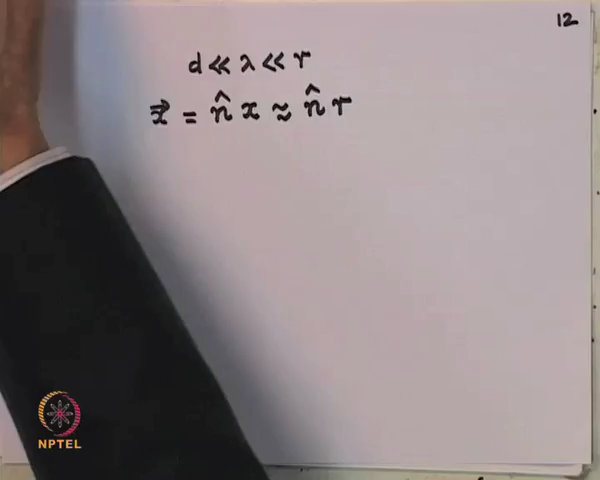 12
d ≪ λ ≪ r
x⃗ = n̂ x ≈ n̂ r
NPTEL